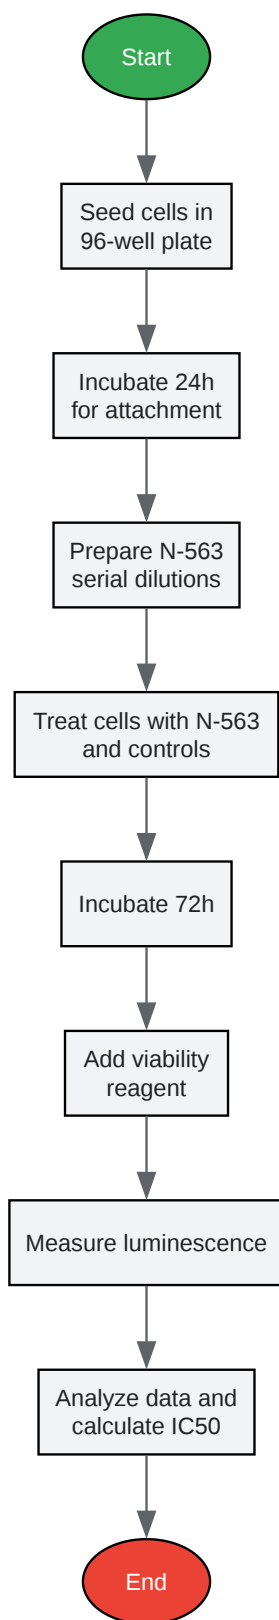 Start
Seed cells in
96-well plate
Incubate 24h
for attachment
Prepare N-563
serial dilutions
Treat cells with N-563
and controls
Incubate 72h
Add viability
reagent
Measure luminescence
Analyze data and
calculate IC50
End